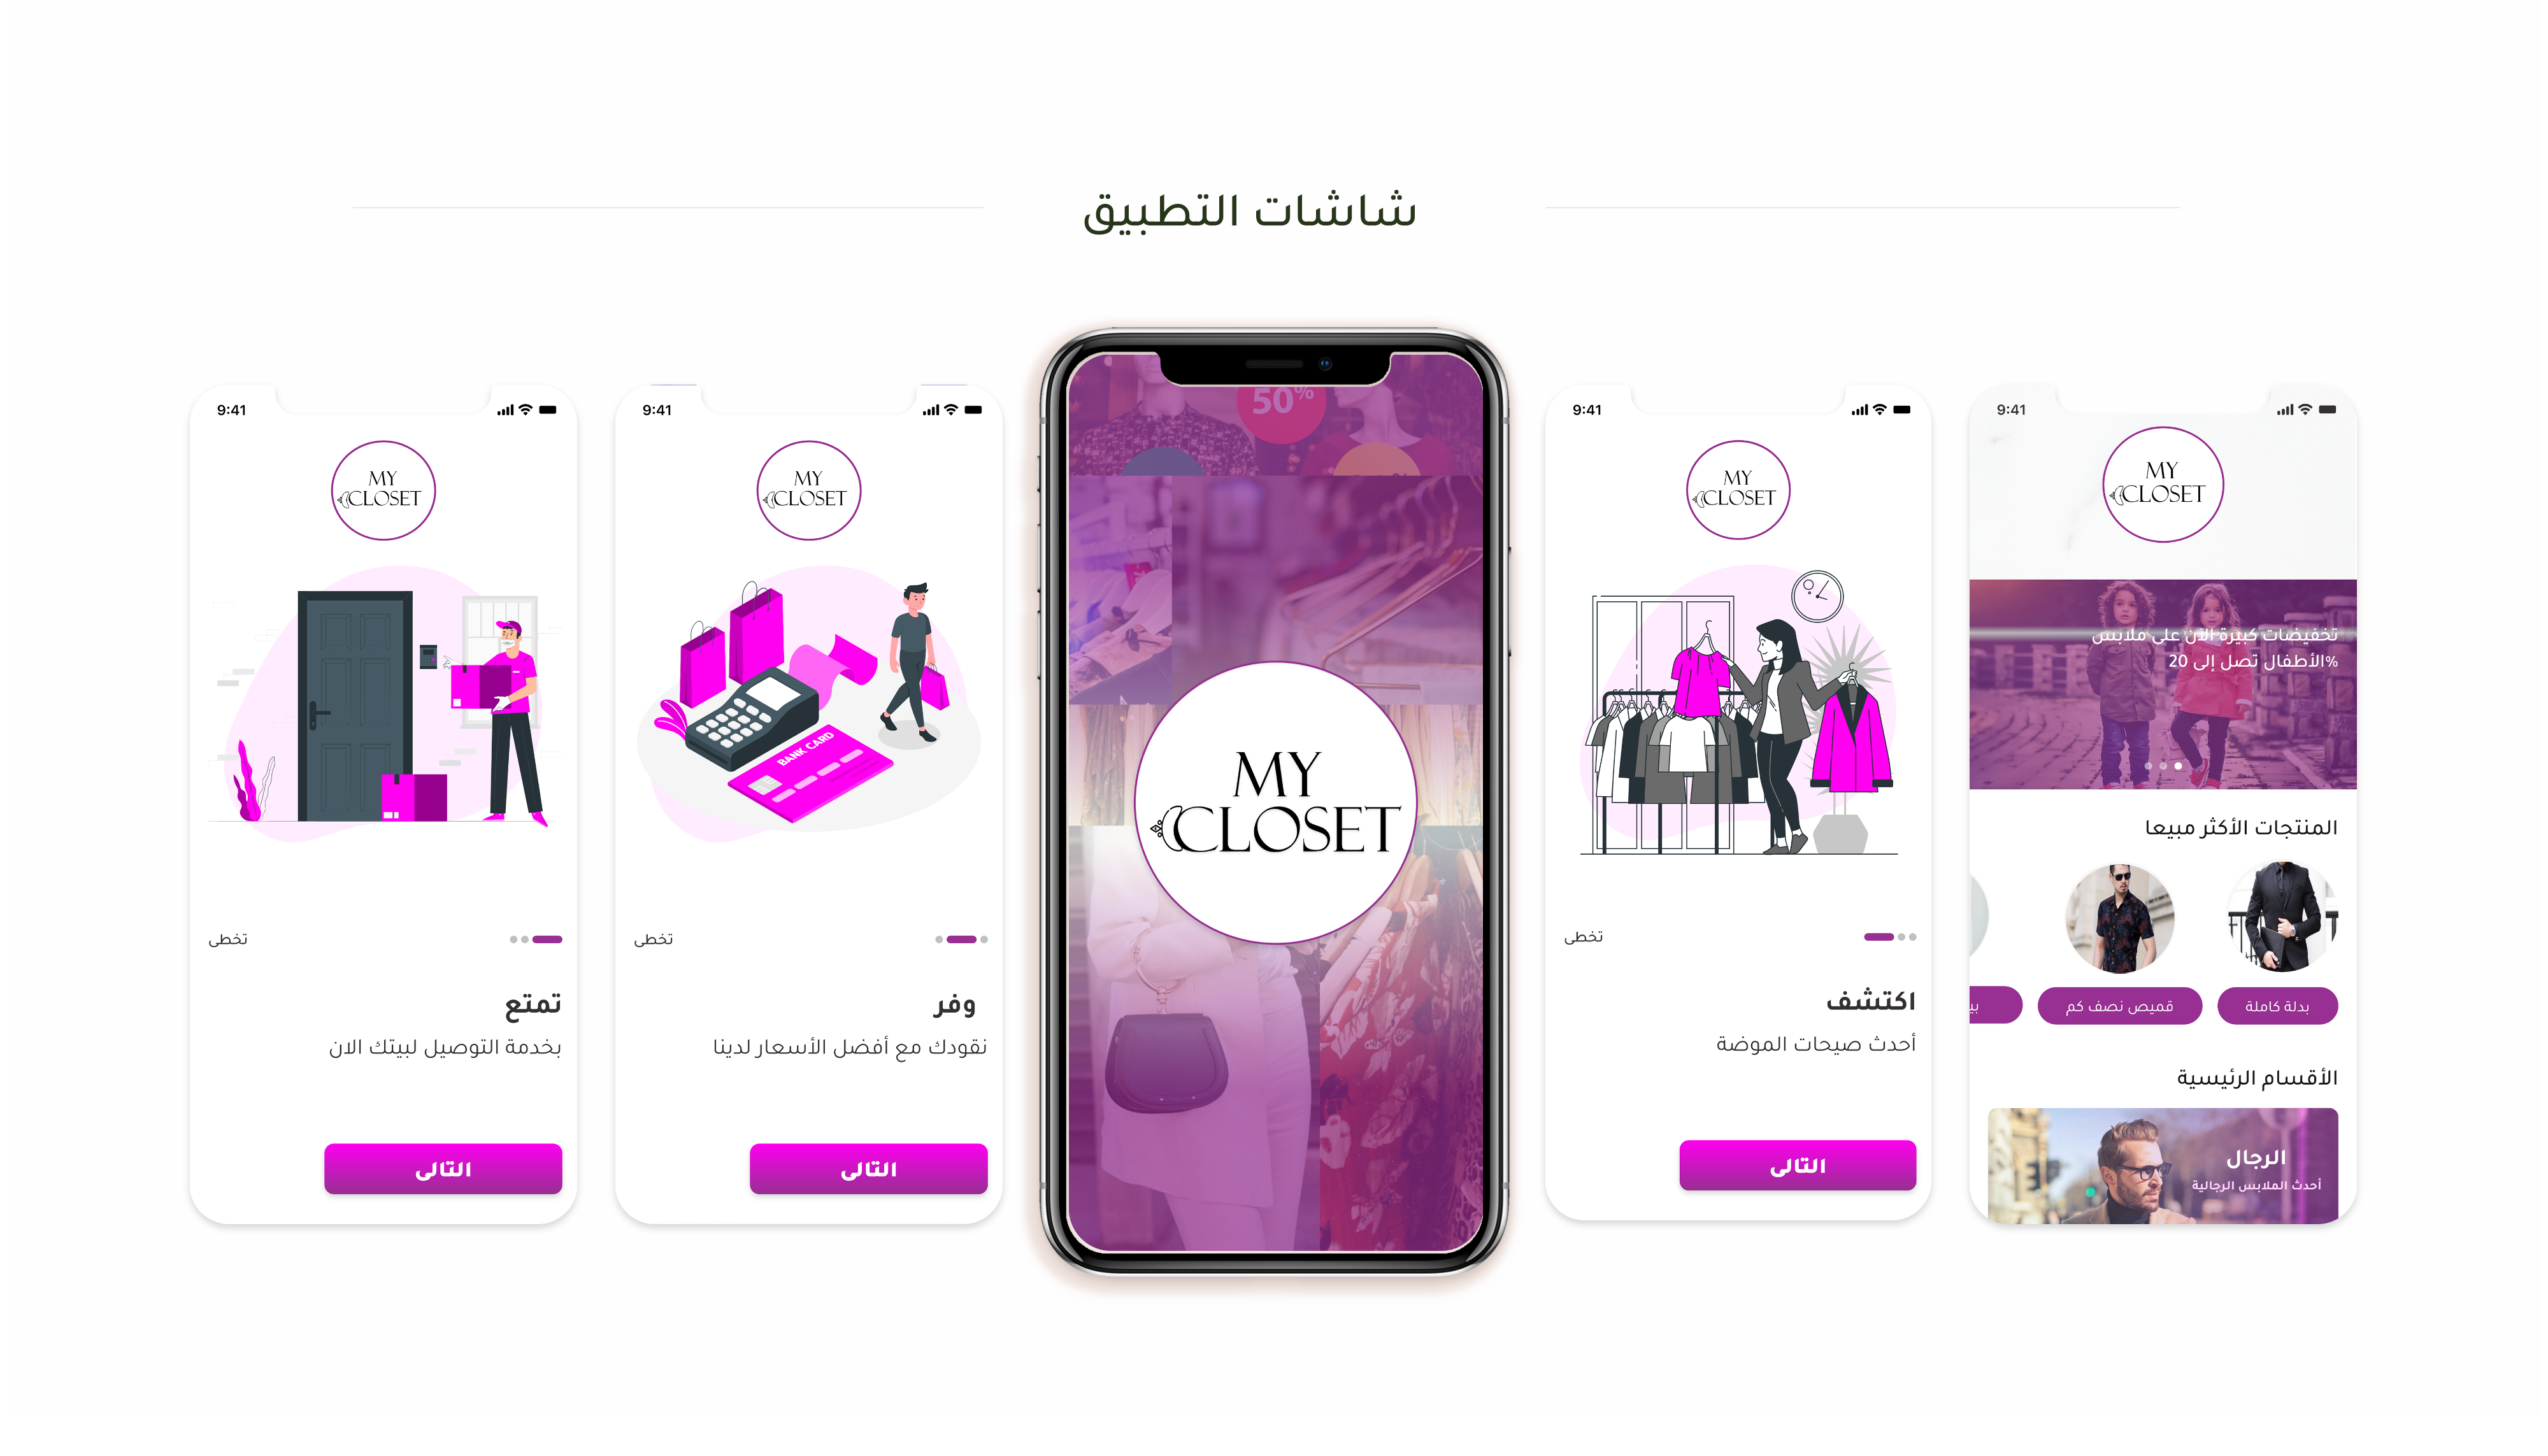 شاشات التطبيق
9:41
MY
CLOSET
تخفيضات كبيرة الآن على ملابس
%الأطفال تصل إلى 20
المنتجات الأكثر مبيعا
بدلة كاملة
قميص نصف كم
الأقسام الرئيسية
الرجال
أحدث الملابس الرجالية
9:41
MY
CLOSET
تخطى
اكتشف
أحدث صيحات الموضة
التالى
50%
MY
CLOSET
9:41
MY
CLOSET
BANK CARD
تخطى
وفر
نقودك مع أفضل الأسعار لدينا
التالى
9:41
MY
CLOSET
تخطى
تمتع
بخدمة التوصيل لبيتك الان
التالى